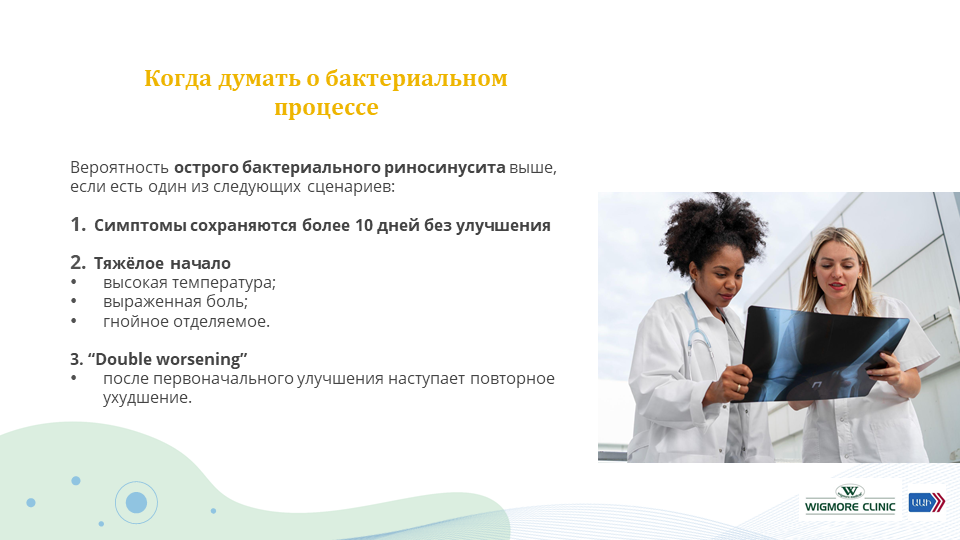 Когда думать о бактериальном
процессе
Вероятность острого бактериального риносинусита выше,
если есть один из следующих сценариев:
1. Симптомы сохраняются более 10 дней без улучшения
2. Тяжёлое начало
• высокая температура;
• выраженная боль;
• гнойное отделяемое.
3. “Double worsening”
• после первоначального улучшения наступает повторное
ухудшение.
W
WIGMORE CLINIC
ԱԱԻ